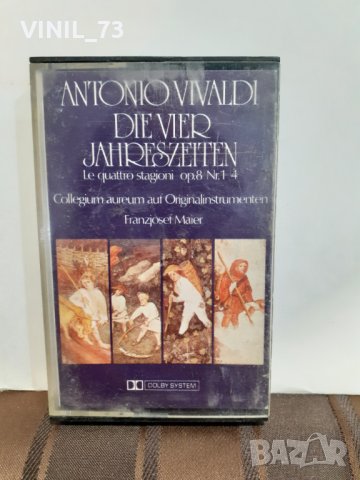 VINIL_73
ANTONIO VIVALDI
DIE VIER
JAHRESZEITEN
Le quattro stagioni op.8 Nr.1-4
Collegium aureum auf Originalinstrumenten
Franzjosef Maier
DOLBY SYSTEM
BAZAR
bg